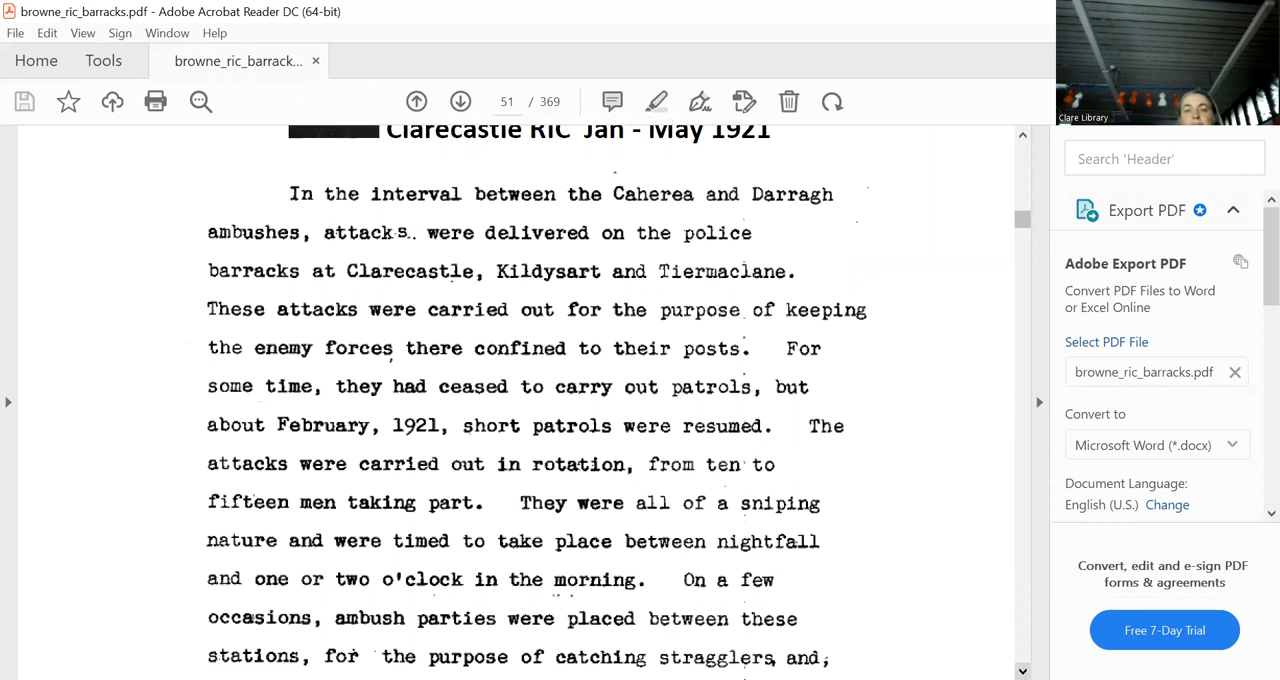 browne_ric_barracks.pdf - Adobe Acrobat Reader DC (64-bit)
File Edit View Sign Window Help
Home Tools browne_ric_barrack... ×
51 / 369
Clare Library
Clarecastle RIC Jan - May 1921
In the interval between the Caherea and Darragh
ambushes, attacks.. were delivered on the police
barracks at Clarecastle, Kildysart and Tiermaclane.
These attacks were carried out for the purpose of keeping
the enemy forces there confined to their posts. For
some time, they had ceased to carry out patrols, but
about February, 1921, short patrols were resumed. The
attacks were carried out in rotation, from ten to
fifteen men taking part. They were all of a sniping
nature and were timed to take place between nightfall
and one or two o'clock in the morning. On a few
occasions, ambush parties were placed between these
stations, for the purpose of catching stragglers, and,
Search 'Header'
Export PDF
Adobe Export PDF
Convert PDF Files to Word
or Excel Online
Select PDF File
browne_ric_barracks.pdf ×
Convert to
Microsoft Word (*.docx)
Document Language:
English (U.S.) Change
Convert, edit and e-sign PDF
forms & agreements
Free 7-Day Trial